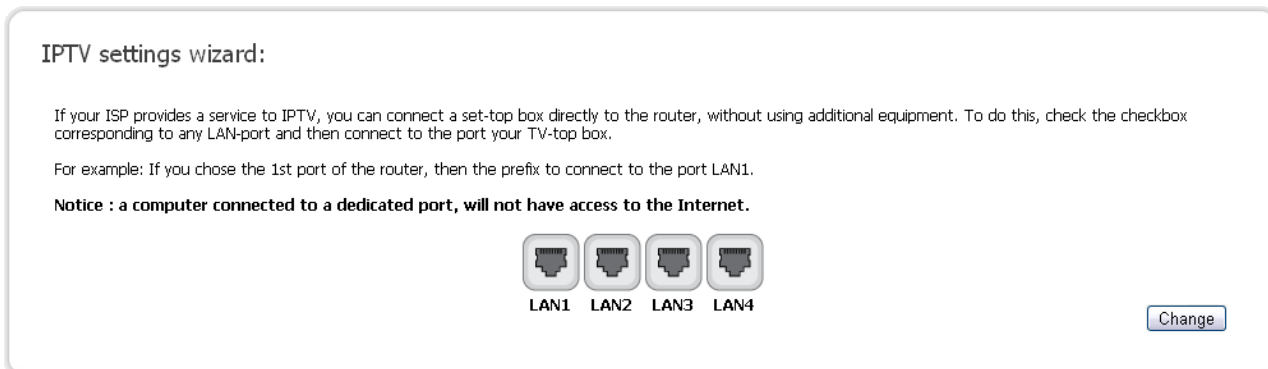 IPTV settings wizard:
If your ISP provides a service to IPTV, you can connect a set-top box directly to the router, without using additional equipment. To do this, check the checkbox
corresponding to any LAN-port and then connect to the port your TV-top box.
For example: If you chose the 1st port of the router, then the prefix to connect to the port LAN1.
Notice : a computer connected to a dedicated port, will not have access to the Internet.
LAN1 LAN2 LAN3 LAN4
Change